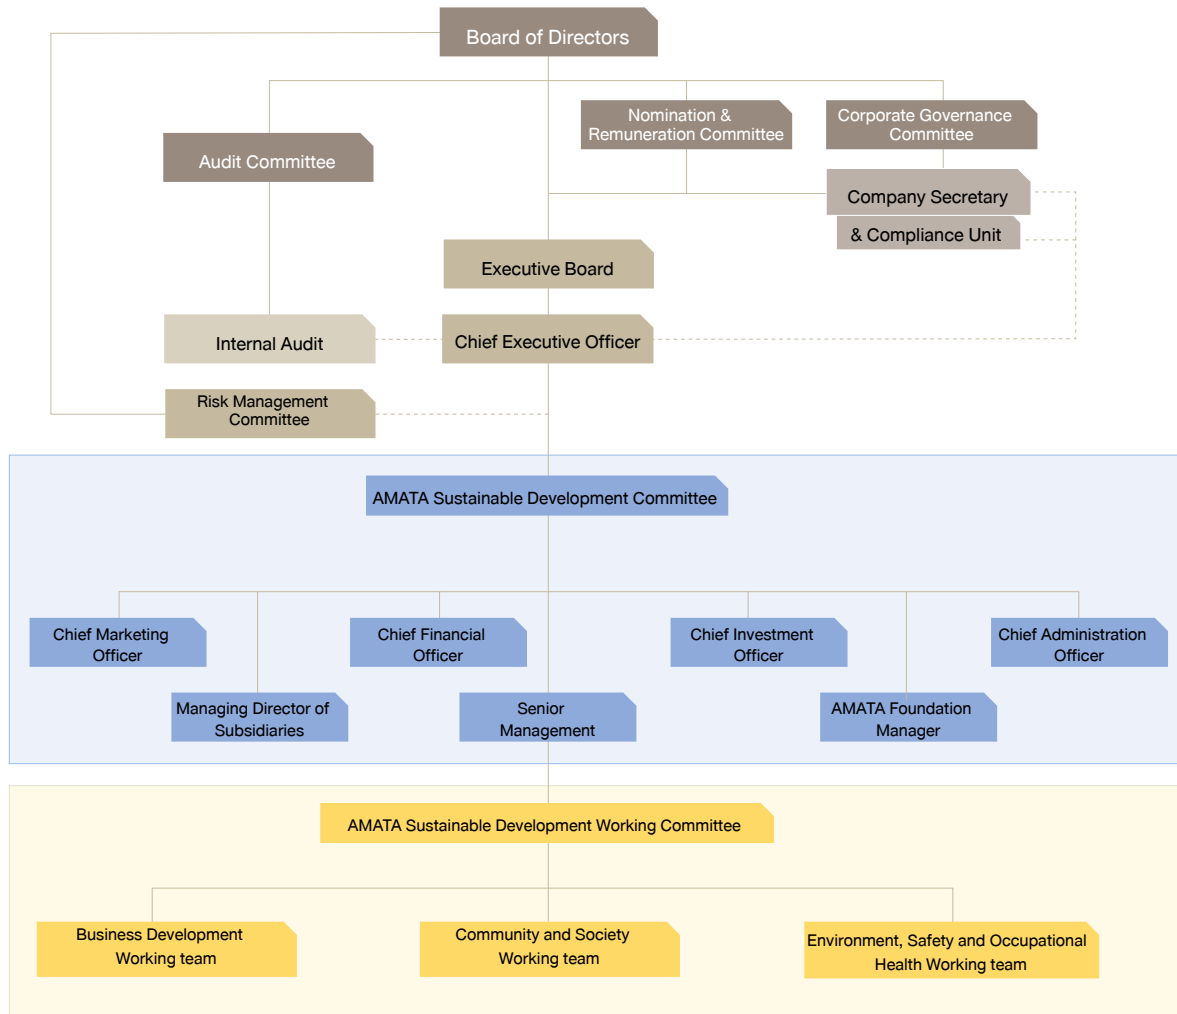 Board of Directors
Nomination &
Remuneration Committee
Corporate Governance
Committee
Audit Committee
Company Secretary
& Compliance Unit
Executive Board
Internal Audit
Chief Executive Officer
Risk Management
Committee
AMATA Sustainable Development Committee
Chief Marketing
Officer
Chief Financial
Officer
Chief Investment
Officer
Chief Administration
Officer
Managing Director of
Subsidiaries
Senior
Management
AMATA Foundation
Manager
AMATA Sustainable Development Working Committee
Business Development
Working team
Community and Society
Working team
Environment, Safety and Occupational
Health Working team